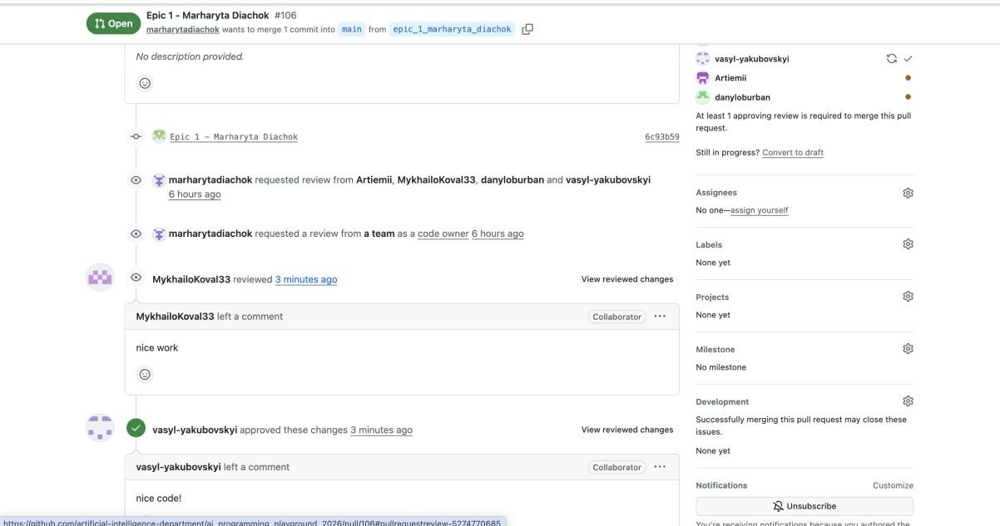 Open
Epic 1 - Marharyta Diachok #106
marharytadiachok wants to merge 1 commit into main from epic_1_marharyta_diachok
No description provided.
Epic 1 – Marharyta Diachok 6c93b59
marharytadiachok requested review from Artiemii, MykhailoKoval33, danyloburban and vasyl-yakubovskyi
6 hours ago
marharytadiachok requested a review from a team as a code owner 6 hours ago
MykhailoKoval33 reviewed 3 minutes ago View reviewed changes
MykhailoKoval33 left a comment Collaborator
nice work
vasyl-yakubovskyi approved these changes 3 minutes ago View reviewed changes
vasyl-yakubovskyi left a comment Collaborator
nice code!
https://github.com/artificial-intelligence-department/ai_programming_playground_2026/pull/106#pullrequestreview-5274770685
vasyl-yakubovskyi
Artiemii
danyloburban
At least 1 approving review is required to merge this pull
request.
Still in progress? Convert to draft
Assignees
No one—assign yourself
Labels
None yet
Projects
None yet
Milestone
No milestone
Development
Successfully merging this pull request may close these
issues.
None yet
Notifications Customize
Unsubscribe
You're receiving notifications because you authored the